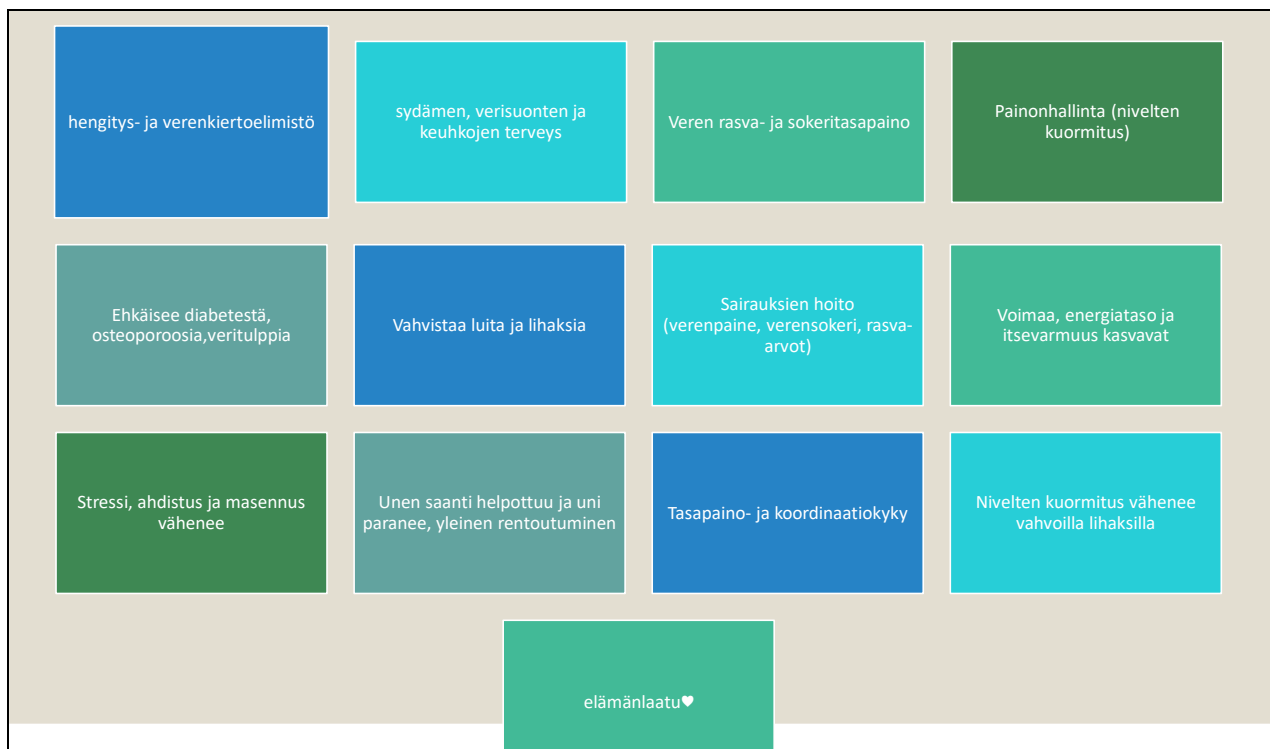 hengitys- ja verenkiertoelimistö
sydämen, verisuonten ja
keuhkojen terveys
Veren rasva- ja sokeritasapaino
Painonhallinta (nivelten
kuormitus)
Ehkäisee diabetestä,
osteoporoosia,veritulppia
Vahvistaa luita ja lihaksia
Sairauksien hoito
(verenpaine, verensokeri, rasva-
arvot)
Voimaa, energiataso ja
itsevarmuus kasvavat
Stressi, ahdistus ja masennus
vähenee
Unen saanti helpottuu ja uni
paranee, yleinen rentoutuminen
Tasapaino- ja koordinaatiokyky
Nivelten kuormitus vähenee
vahvoilla lihaksilla
elämänlaatu♥